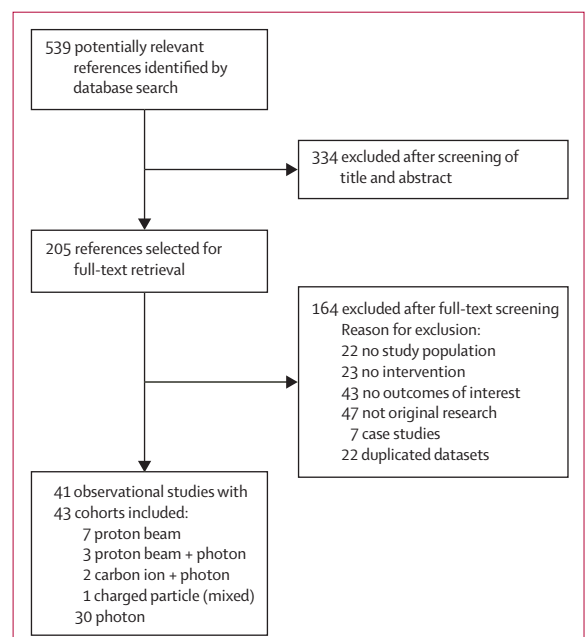 539 potentially relevant
references identified by
database search
334 excluded after screening of
title and abstract
205 references selected for
full-text retrieval
164 excluded after full-text screening
Reason for exclusion:
22 no study population
23 no intervention
43 no outcomes of interest
47 not original research
7 case studies
22 duplicated datasets
41 observational studies with
43 cohorts included:
7 proton beam
3 proton beam + photon
2 carbon ion + photon
1 charged particle (mixed)
30 photon